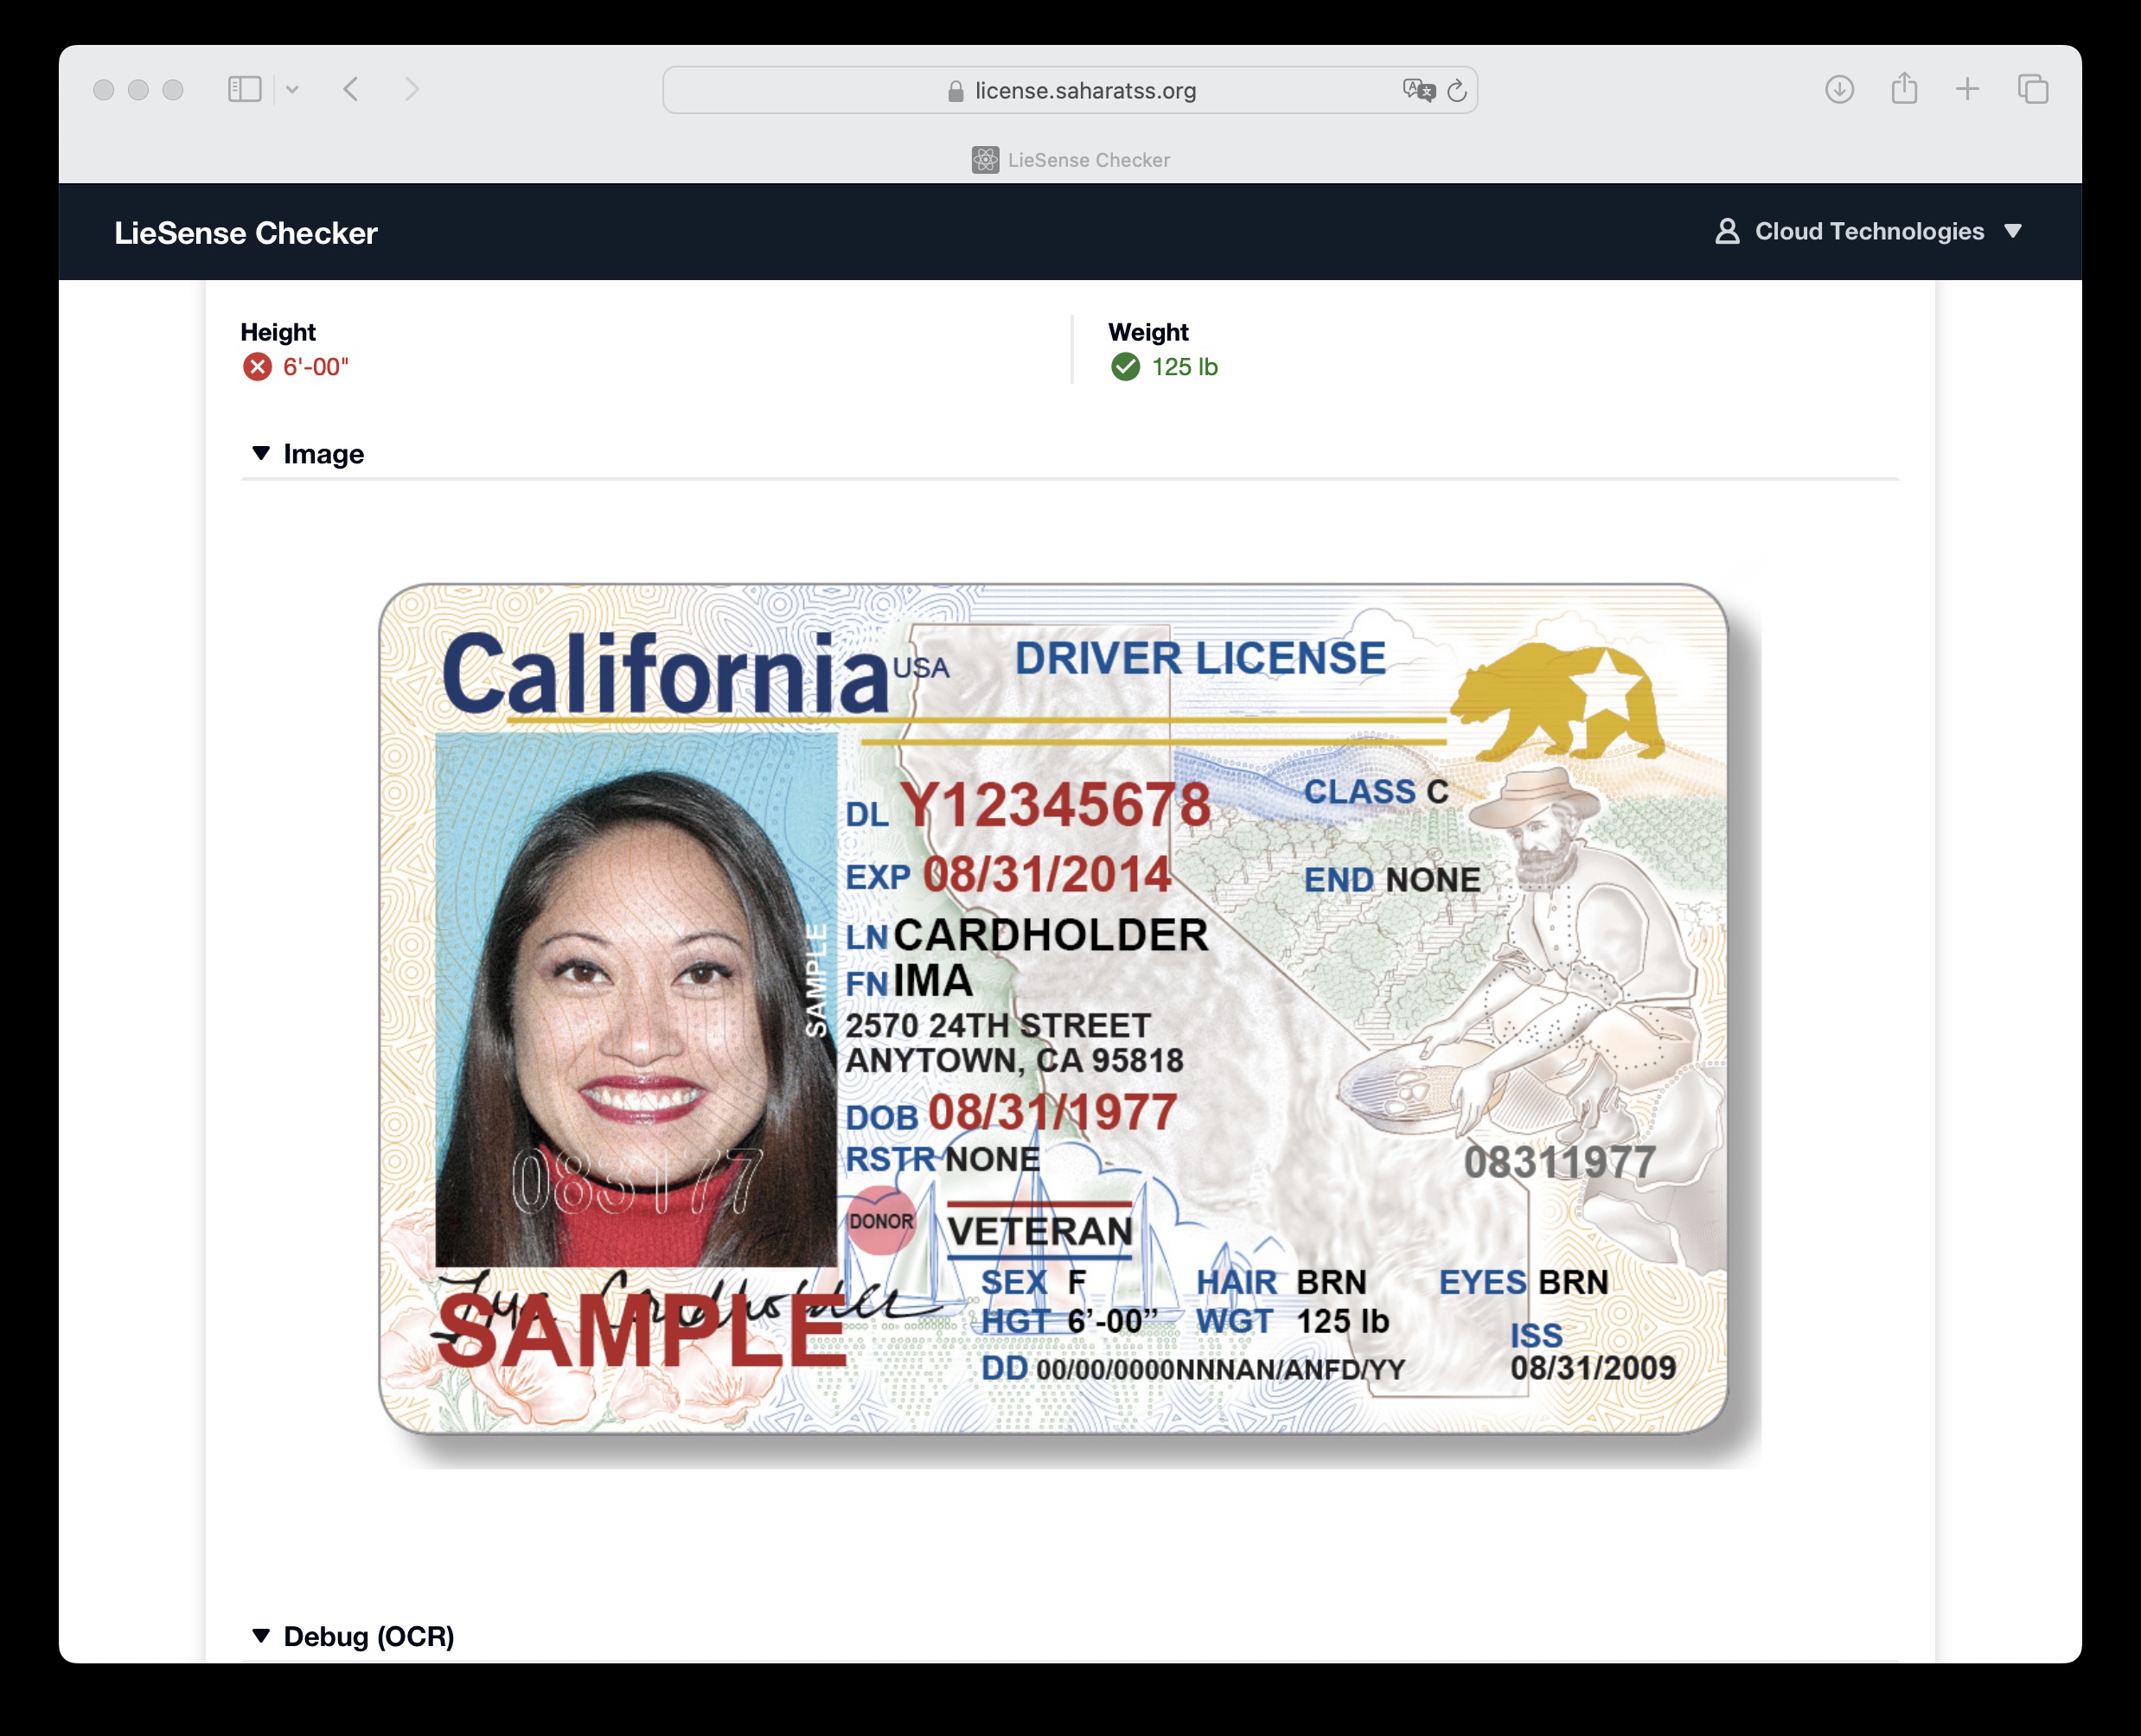 license.saharatss.org
LieSense Checker
LieSense Checker
Cloud Technologies
Height
Weight
6'-00"
125 lb
Image
California USA DRIVER LICENSE
DL Y12345678 CLASS C
EXP 08/31/2014 END NONE
LN CARDHOLDER
FN IMA
2570 24TH STREET
ANYTOWN, CA 95818
DOB 08/31/1977
RSTR NONE
08311977
SAMPLE
083177
DONOR
VETERAN
Ima Cardholder
SAMPLE
SEX F HAIR BRN EYES BRN
HGT 6'-00” WGT 125 lb
ISS
DD 00/00/0000NNNAN/ANFD/YY 08/31/2009
Debug (OCR)